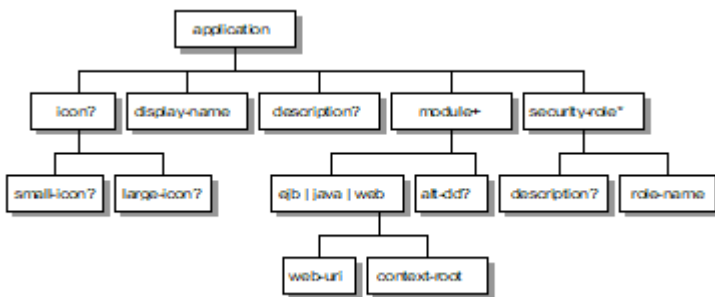 application
icon?
display-name
description?
module+
security-role*
small-icon?
large-icon?
ejb | java | web
alt-dd?
description?
role-name
web-uri
context-root